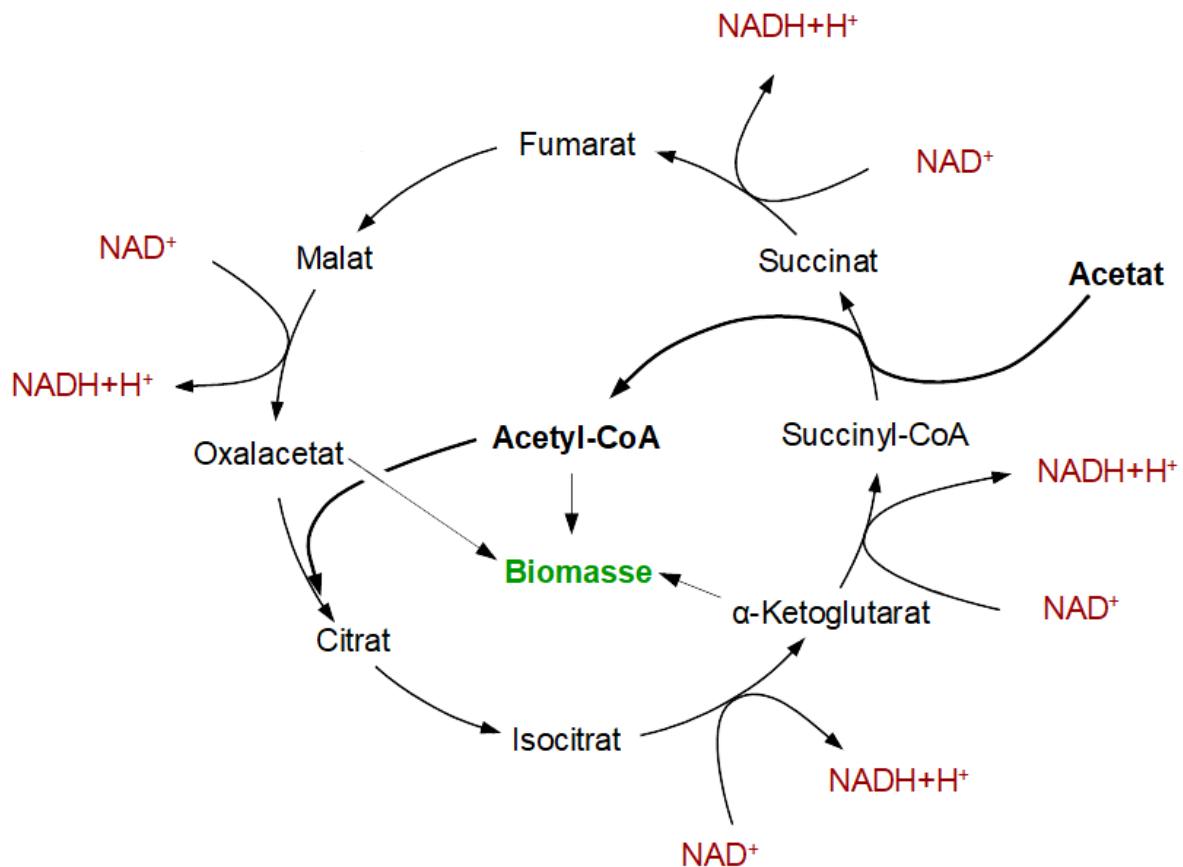 NADH+H⁺
Fumarat
NAD⁺
NAD⁺
Malat
Succinat
Acetat
NADH+H⁺
Oxalacetat
Acetyl-CoA
Succinyl-CoA
NADH+H⁺
Biomasse
α-Ketoglutarat
NAD⁺
Citrat
Isocitrat
NADH+H⁺
NAD⁺